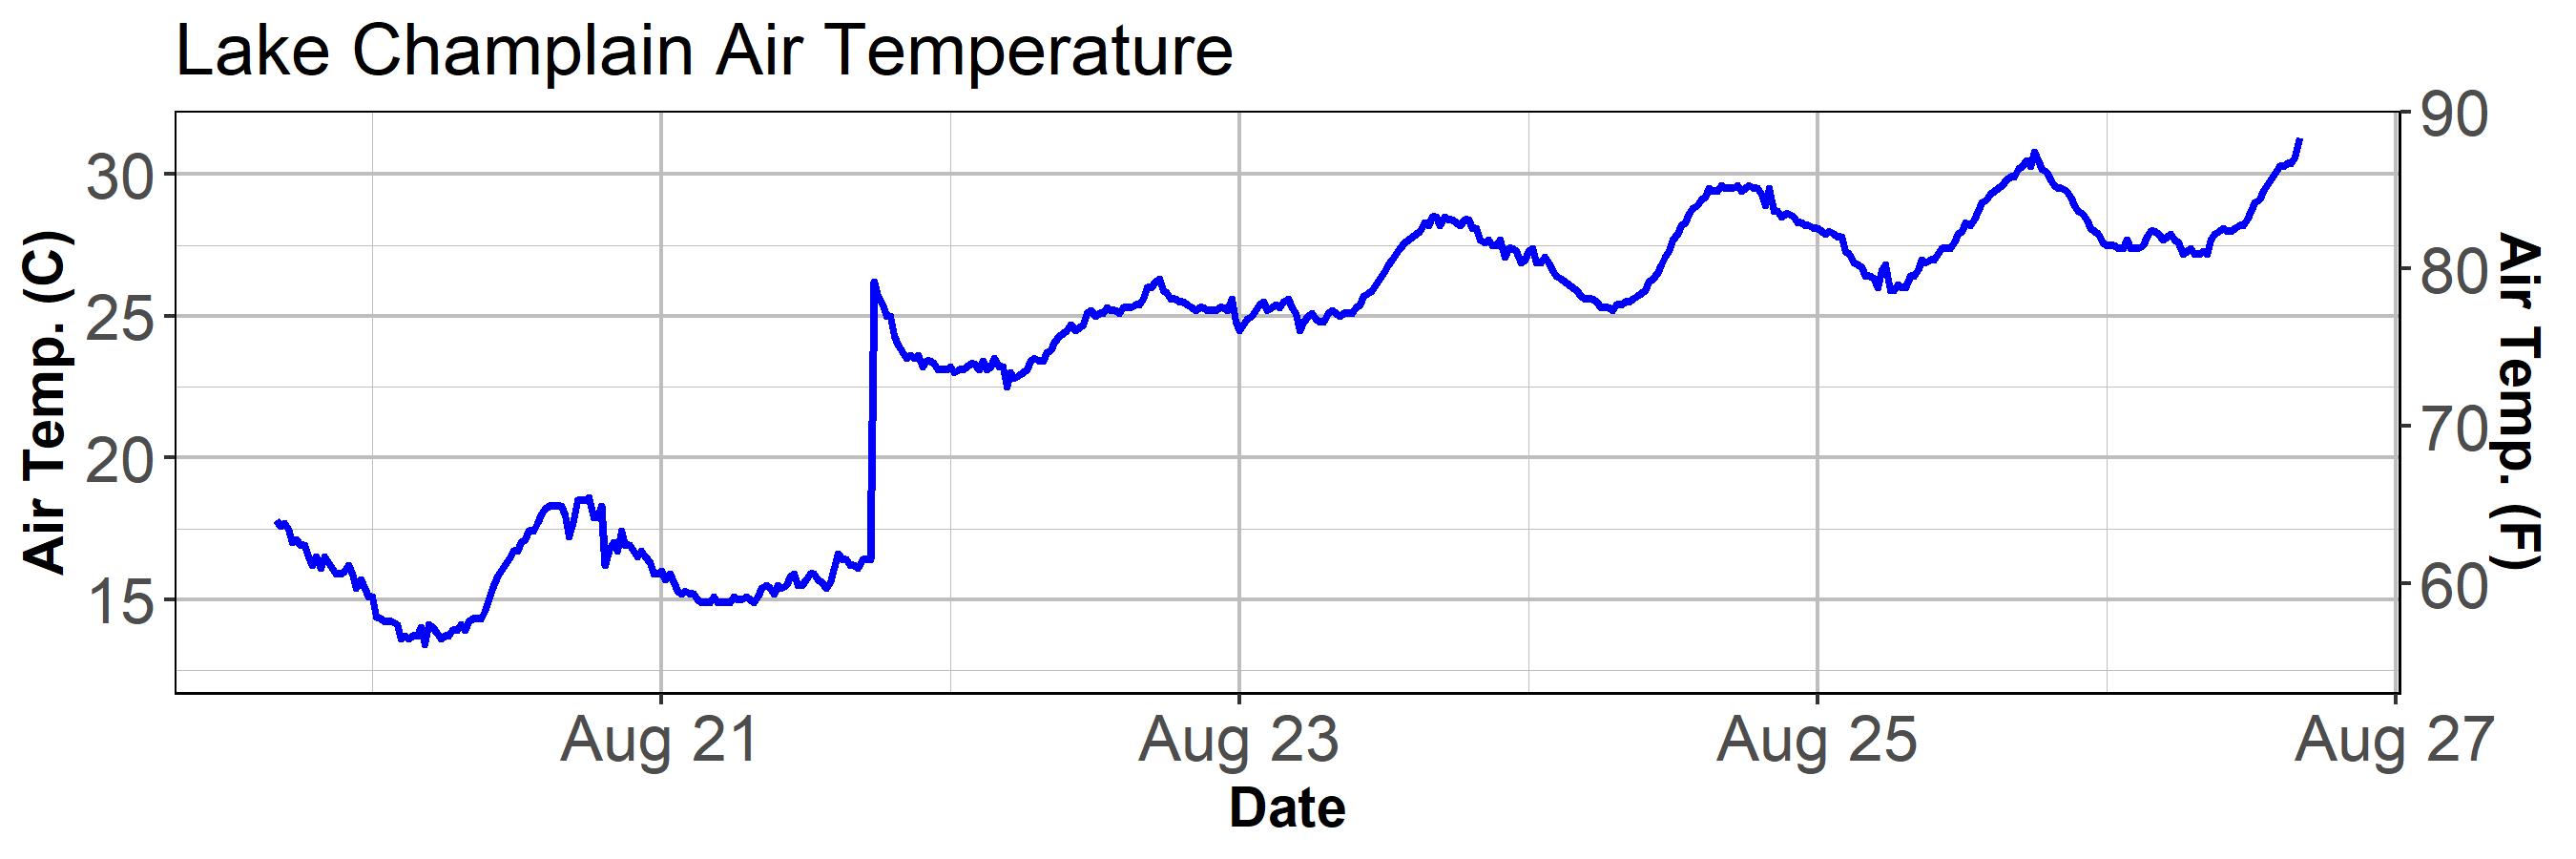 Lake Champlain Air Temperature
Air Temp. (C)
30
25
20
15
90
80
70
60
Air Temp. (F)
Aug 21
Aug 23
Aug 25
Aug 27
Date